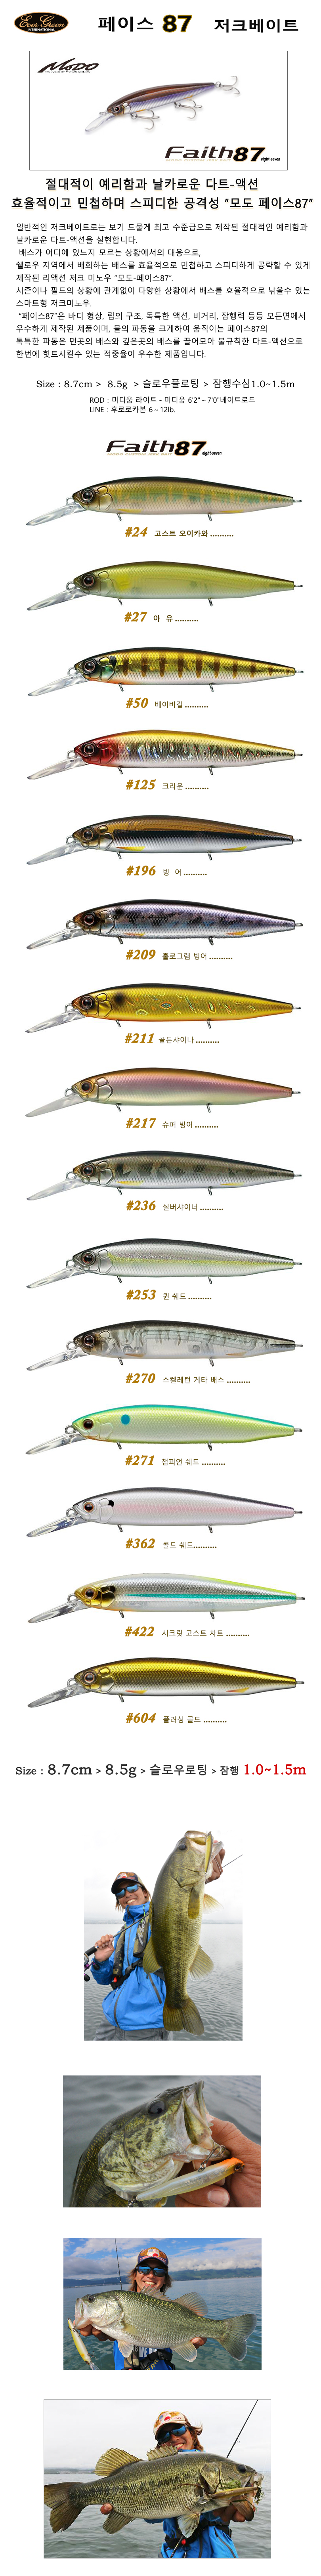 Ever Green
INTERNATIONAL
페이스 87 저크베이트
MoDo
Faith87 eight-seven
절대적이 예리함과 날카로운 다트-액션
효율적이고 민첩하며 스피디한 공격성 “모도 페이스87”
일반적인 저크베이트로는 보기 드물게 최고 수준급으로 제작된 절대적인 예리함과
날카로운 다트-액션을 실현합니다.
배스가 어디에 있는지 모르는 상황에서의 대응으로,
쉘로우 지역에서 배회하는 배스를 효율적으로 민첩하고 스피디하게 공략할 수 있게
제작된 리액션 저크 미노우 “모도-페이스87”.
시즌이나 필드의 상황에 관계없이 다양한 상황에서 배스를 효율적으로 낚을수 있는
스마트형 저크미노우.
“페이스87”은 바디 형상, 립의 구조, 독특한 액션, 비거리, 잠행력 등등 모든면에서
우수하게 제작된 제품이며, 물의 파동을 크게하여 움직이는 페이스87의
톡특한 파동은 먼곳의 배스와 깊은곳의 배스를 끌어모아 불규칙한 다트-액션으로
한번에 힛트시킬수 있는 적중율이 우수한 제품입니다.
Size : 8.7cm > 8.5g > 슬로우플로팅 > 잠행수심1.0~1.5m
ROD : 미디움 라이트 ~ 미디움 6'2" ~ 7'0"베이트로드
LINE : 후로로카본 6 ~ 12lb.
Faith87 eight-seven
#24 고스트 오이카와 ..........
#27 아 유 ..........
#50 베이비길 ..........
#125 크라운 ..........
#196 빙 어 ..........
#209 홀로그램 빙어 ..........
#211 골든샤이나 ..........
#217 슈퍼 빙어 ..........
#236 실버샤이너 ..........
#253 퀸 쉐드 ..........
#270 스켈레턴 게타 배스 ..........
#271 챔피언 쉐드 ..........
#362 콜드 쉐드..........
#422 시크릿 고스트 차트 ..........
#604 플러싱 골드 ..........
Size : 8.7cm > 8.5g > 슬로우로팅 > 잠행 1.0~1.5m